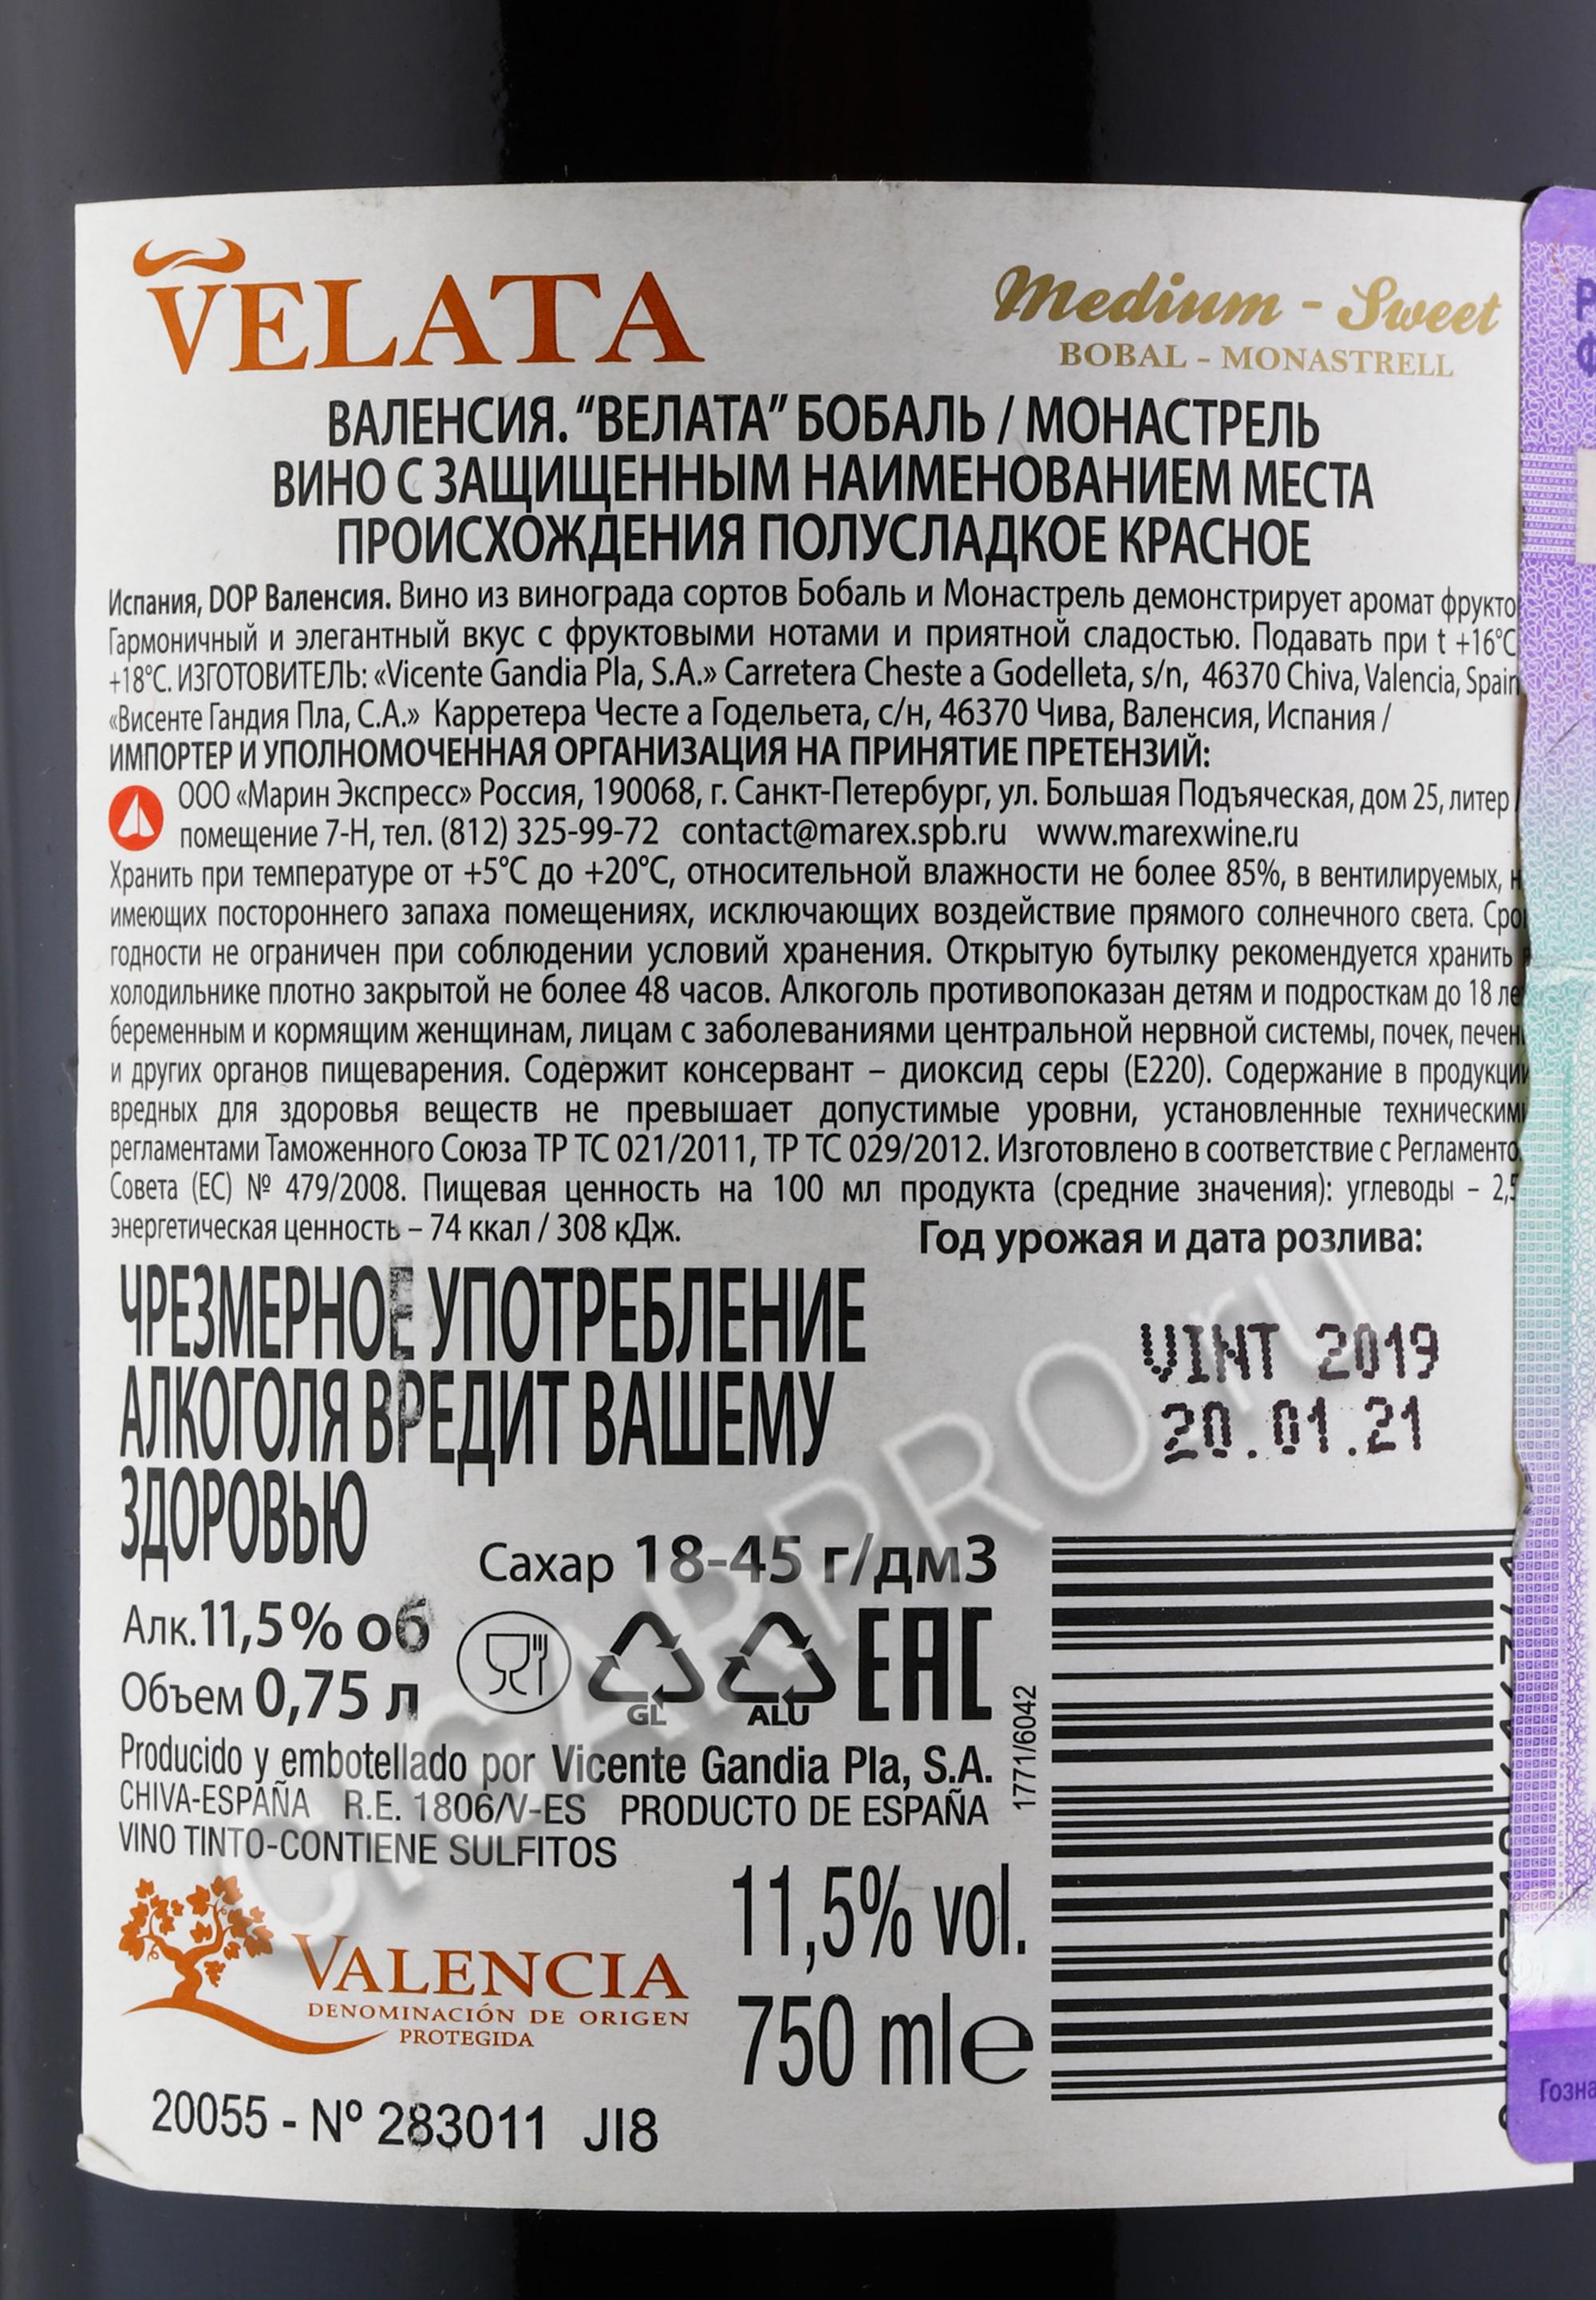 VELATA
Medium - Sweet
BOBAL - MONASTRELL
ВАЛЕНСИЯ. “ВЕЛАТА” БОБАЛЬ / МОНАСТРЕЛЬ
ВИНО С ЗАЩИЩЕННЫМ НАИМЕНОВАНИЕМ МЕСТА
ПРОИСХОЖДЕНИЯ ПОЛУСЛАДКОЕ КРАСНОЕ
Испания, DOP Валенсия. Вино из винограда сортов Бобаль и Монастрель демонстрирует аромат фрукто
Гармоничный и элегантный вкус с фруктовыми нотами и приятной сладостью. Подавать при t +16°C
+18°C. ИЗГОТОВИТЕЛЬ: «Vicente Gandia Pla, S.A.» Carretera Cheste a Godelleta, s/n, 46370 Chiva, Valencia, Spain
«Висенте Гандия Пла, С.А.» Карретера Честе а Годельета, с/н, 46370 Чива, Валенсия, Испания /
ИМПОРТЕР И УПОЛНОМОЧЕННАЯ ОРГАНИЗАЦИЯ НА ПРИНЯТИЕ ПРЕТЕНЗИЙ:
ООО «Марин Экспресс» Россия, 190068, г. Санкт-Петербург, ул. Большая Подъяческая, дом 25, литер
помещение 7-Н, тел. (812) 325-99-72 contact@marex.spb.ru www.marexwine.ru
Хранить при температуре от +5°C до +20°C, относительной влажности не более 85%, в вентилируемых, н
имеющих постороннего запаха помещениях, исключающих воздействие прямого солнечного света. Сро
годности не ограничен при соблюдении условий хранения. Открытую бутылку рекомендуется хранить
холодильнике плотно закрытой не более 48 часов. Алкоголь противопоказан детям и подросткам до 18 ле
беременным и кормящим женщинам, лицам с заболеваниями центральной нервной системы, почек, печен
и других органов пищеварения. Содержит консервант – диоксид серы (Е220). Содержание в продукции
вредных для здоровья веществ не превышает допустимые уровни, установленные техническим
регламентами Таможенного Союза ТР ТС 021/2011, ТР ТС 029/2012. Изготовлено в соответствие с Регламенто
Совета (ЕС) № 479/2008. Пищевая ценность на 100 мл продукта (средние значения): углеводы – 2,5
энергетическая ценность – 74 ккал / 308 кДж.
Год урожая и дата розлива:
ЧРЕЗМЕРНОЕ УПОТРЕБЛЕНИЕ
АЛКОГОЛЯ ВРЕДИТ ВАШЕМУ
ЗДОРОВЬЮ
VINT 2019
20.01.21
Сахар 18-45 г/дм3
Алк. 11,5% об
Объем 0,75 л
GL
ALU
EAC
1771/6042
Producido y embotellado por Vicente Gandia Pla, S.A.
CHIVA-ESPAÑA R.E. 1806/V-ES PRODUCTO DE ESPAÑA
VINO TINTO-CONTIENE SULFITOS
11,5% vol.
750 ml e
VALENCIA
DENOMINACIÓN DE ORIGEN
PROTEGIDA
20055 - Nº 283011 JI8
CIGARPRO.ru
Гозна